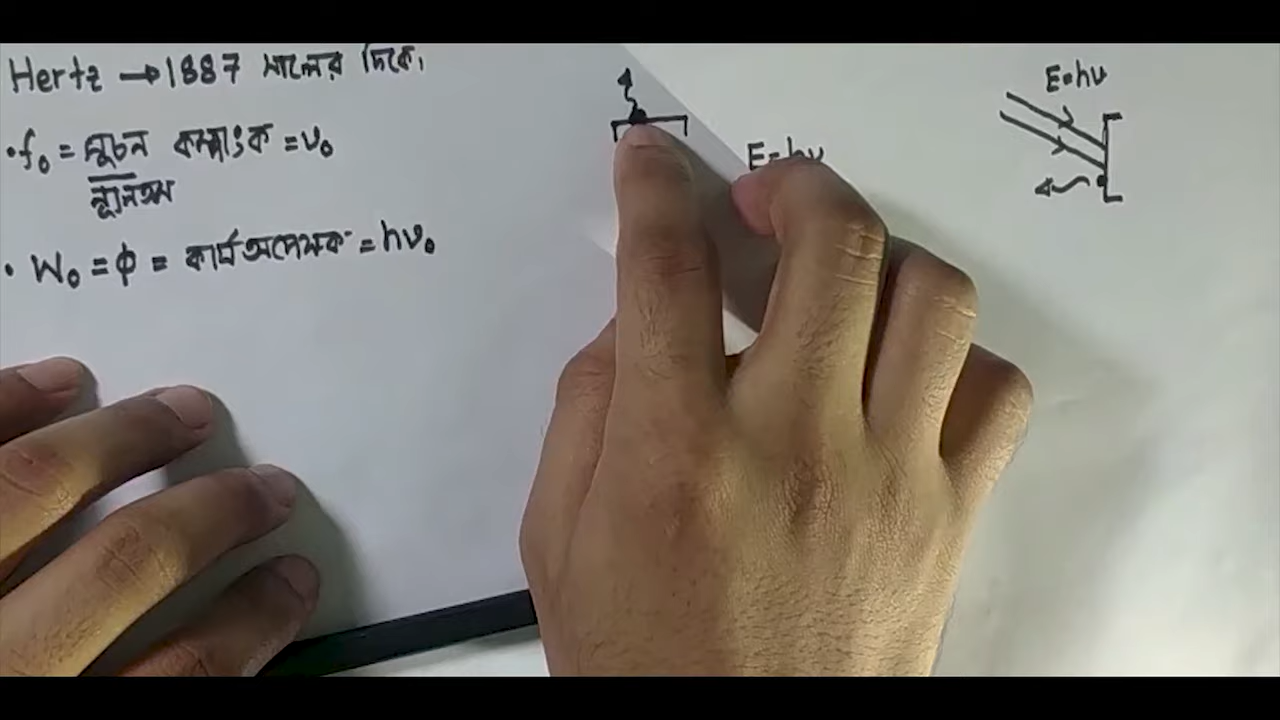 Hertz → 1887 সালের দিকে।
• f₀ = সূচন কম্পাংক = ν₀
ন্যূনতম
• W₀ = ϕ = কার্যঅপেক্ষক = hν₀
E = hν
E = hν